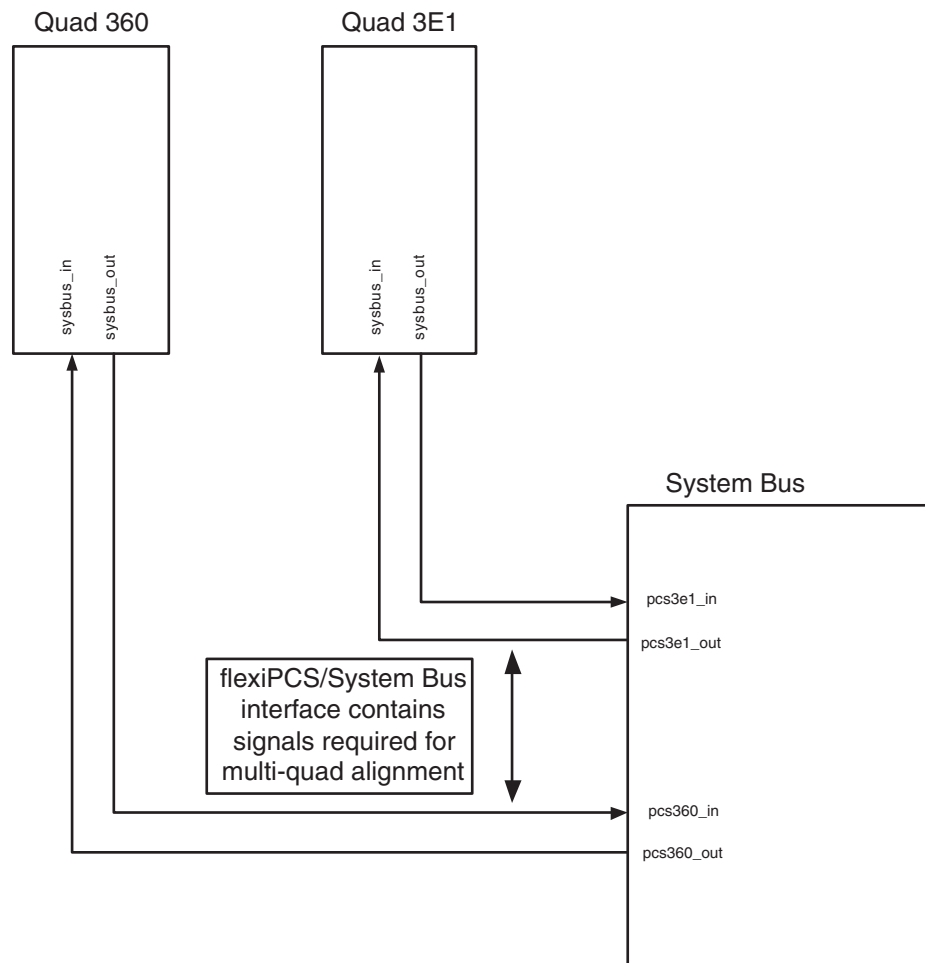 Quad 360
Quad 3E1
sysbus_in
sysbus_out
sysbus_in
sysbus_out
System Bus
pcs3e1_in
pcs3e1_out
flexiPCS/System Bus
interface contains
signals required for
multi-quad alignment
pcs360_in
pcs360_out